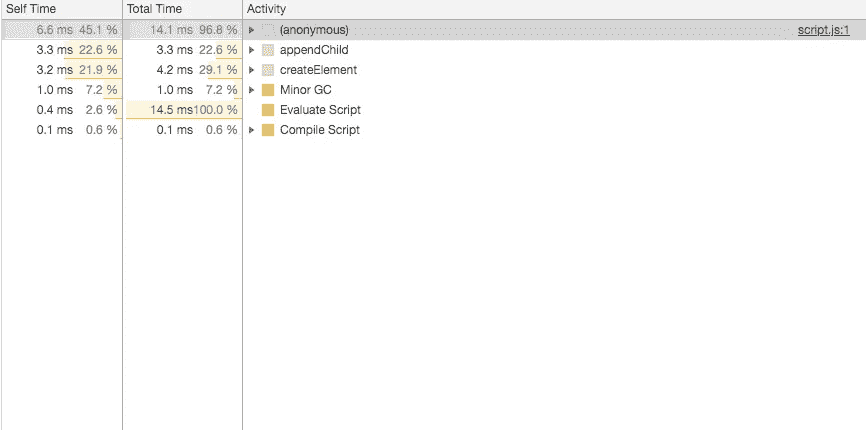 Self Time Total Time Activity
6.6 ms 45.1 % 14.1 ms 96.8 % (anonymous) script.js:1
3.3 ms 22.6 % 3.3 ms 22.6 % appendChild
3.2 ms 21.9 % 4.2 ms 29.1 % createElement
1.0 ms 7.2 % 1.0 ms 7.2 % Minor GC
0.4 ms 2.6 % 14.5 ms 100.0 % Evaluate Script
0.1 ms 0.6 % 0.1 ms 0.6 % Compile Script